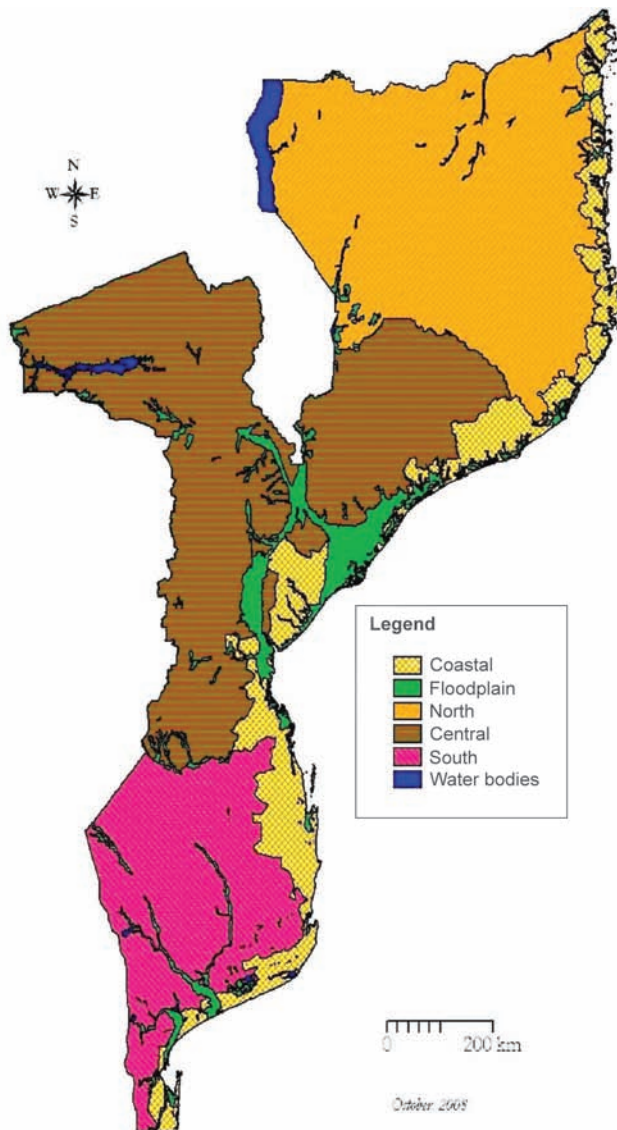 N
W E
S
Legend
Coastal
Floodplain
North
Central
South
Water bodies
0 200 km
October, 2008